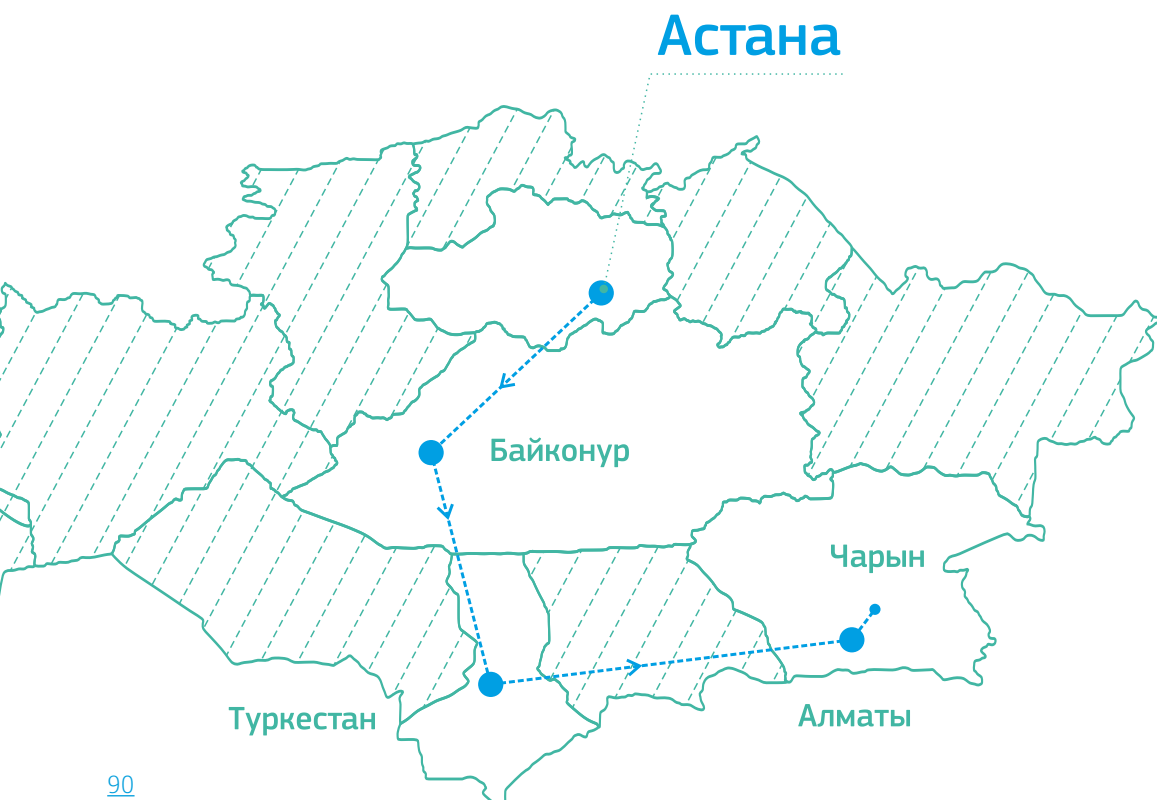 Астана
Байконур
Чарын
Туркестан
Алматы
90